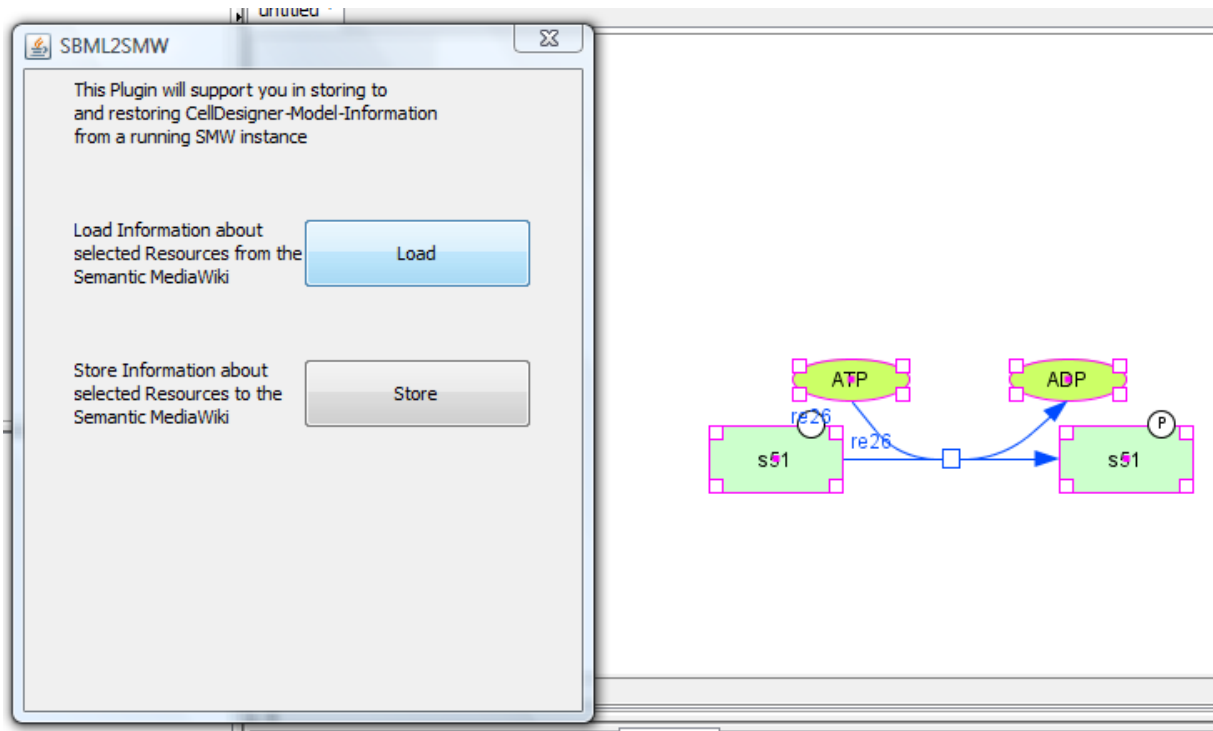 untitled
SBML2SMW
This Plugin will support you in storing to
and restoring CellDesigner-Model-Information
from a running SMW instance
Load Information about
selected Resources from the
Semantic MediaWiki
Load
Store Information about
selected Resources to the
Semantic MediaWiki
Store
ATP
ADP
re26
P
re26
s51
s51